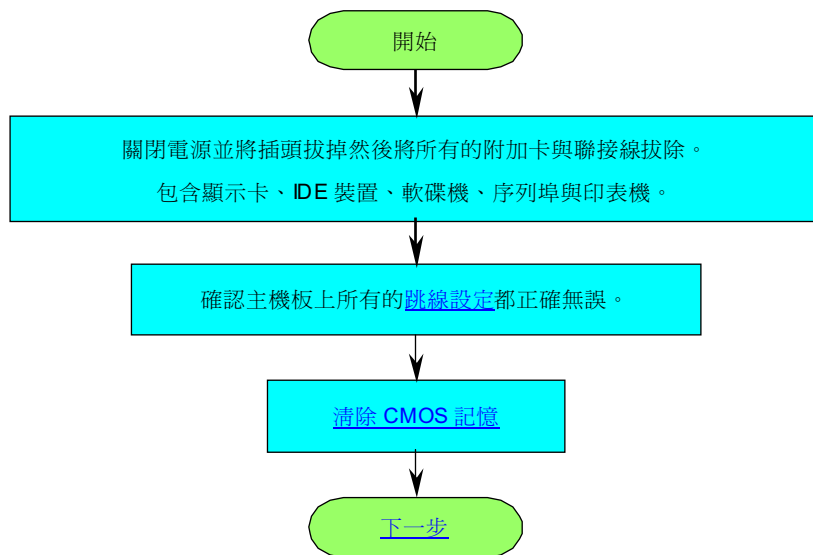 開始
關閉電源並將插頭拔掉然後將所有的附加卡與聯接線拔除。
包含顯示卡、IDE 裝置、軟碟機、序列埠與印表機。
確認主機板上所有的跳線設定都正確無誤。
清除 CMOS 記憶
下一步